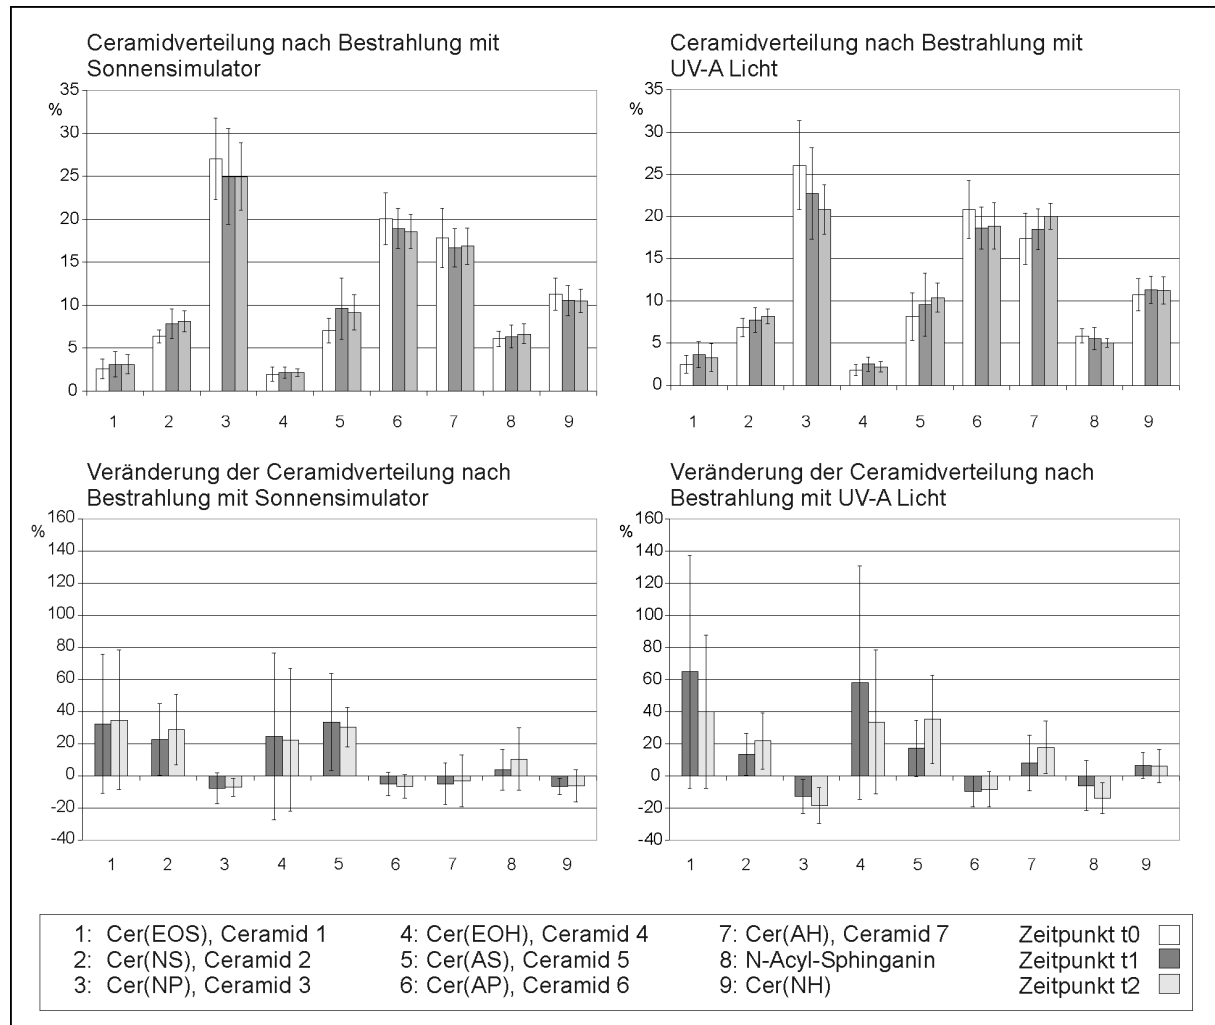 Ceramidverteilung nach Bestrahlung mit
Sonnensimulator
%
35
30
25
20
15
10
5
0
1 2 3 4 5 6 7 8 9
Ceramidverteilung nach Bestrahlung mit
UV-A Licht
%
35
30
25
20
15
10
5
0
1 2 3 4 5 6 7 8 9
Veränderung der Ceramidverteilung nach
Bestrahlung mit Sonnensimulator
%
160
140
120
100
80
60
40
20
0
-20
-40
1 2 3 4 5 6 7 8 9
Veränderung der Ceramidverteilung nach
Bestrahlung mit UV-A Licht
%
160
140
120
100
80
60
40
20
0
-20
-40
1 2 3 4 5 6 7 8 9
1: Cer(EOS), Ceramid 1
2: Cer(NS), Ceramid 2
3: Cer(NP), Ceramid 3
4: Cer(EOH), Ceramid 4
5: Cer(AS), Ceramid 5
6: Cer(AP), Ceramid 6
7: Cer(AH), Ceramid 7
8: N-Acyl-Sphinganin
9: Cer(NH)
Zeitpunkt t0
Zeitpunkt t1
Zeitpunkt t2